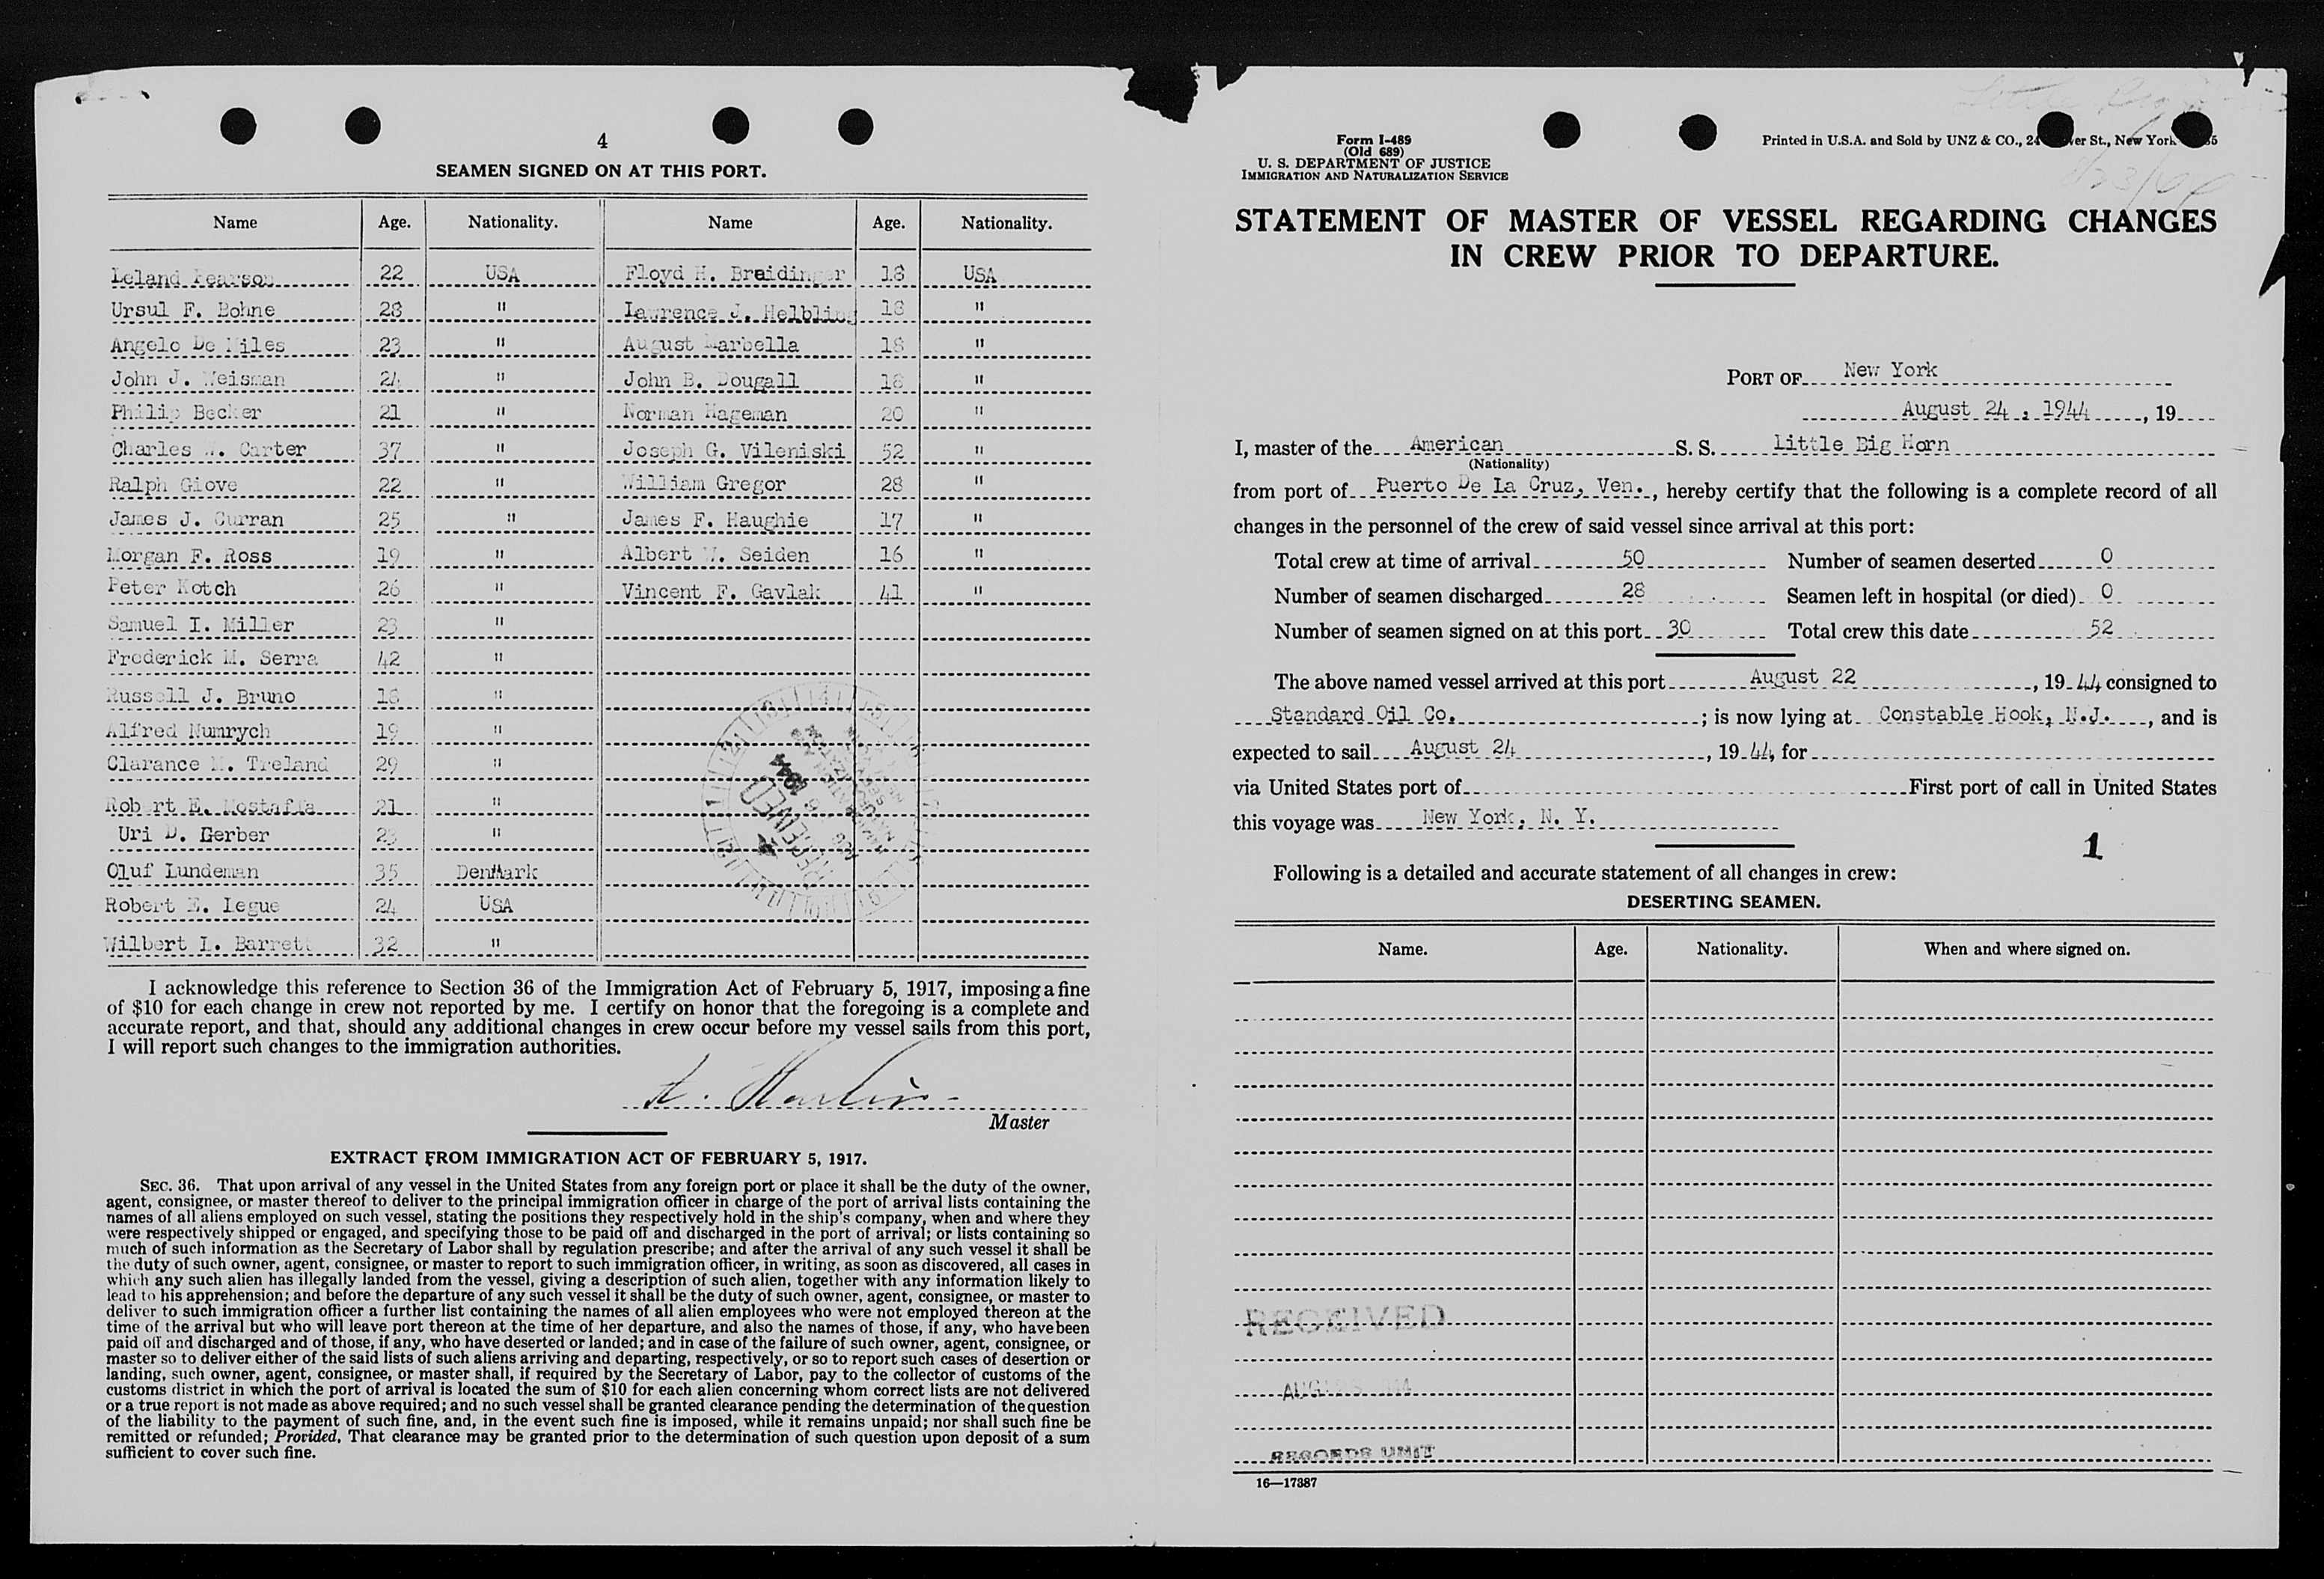 4
SEAMEN SIGNED ON AT THIS PORT.
Name Age. Nationality. Name Age. Nationality.
Leland Pearson 22 USA Floyd H. Breidinger 18 USA
Ursul F. Bohne 28 " Lawrence J. Helbling 18 "
Angelo De Miles 23 " August Marbella 18 "
John J. Weisman 24 " John B. Dougall 18 "
Philip Becker 21 " Norman Hageman 20 "
Charles W. Carter 37 " Joseph G. Vileniski 52 "
Ralph Giove 22 " William Gregor 28 "
James J. Curran 25 " James F. Haughie 17 "
Morgan F. Ross 19 " Albert W. Seiden 16 "
Peter Kotch 26 " Vincent F. Gavlak 41 "
Samuel I. Miller 23 "
Frederick M. Serra 42 "
Russell J. Bruno 18 "
Alfred Numrych 19 "
Clarance M. Treland 29 "
Robert E. 21 "
Uri D. Gerber 23 "
Oluf Lundeman 35 DenMark
Robert E. Legue 24 USA
Wilbert L. Barrett 32 "
RECEIVED
I acknowledge this reference to Section 36 of the Immigration Act of February 5, 1917, imposing a fine
of $10 for each change in crew not reported by me. I certify on honor that the foregoing is a complete and
accurate report, and that, should any additional changes in crew occur before my vessel sails from this port,
I will report such changes to the immigration authorities.
Master
EXTRACT FROM IMMIGRATION ACT OF FEBRUARY 5, 1917.
SEC. 36. That upon arrival of any vessel in the United States from any foreign port or place it shall be the duty of the owner,
agent, consignee, or master thereof to deliver to the principal immigration officer in charge of the port of arrival lists containing the
names of all aliens employed on such vessel, stating the positions they respectively hold in the ship's company, when and where they
were respectively shipped or engaged, and specifying those to be paid off and discharged in the port of arrival; or lists containing so
much of such information as the Secretary of Labor shall by regulation prescribe; and after the arrival of any such vessel it shall be
the duty of such owner, agent, consignee, or master to report to such immigration officer, in writing, as soon as discovered, all cases in
which any such alien has illegally landed from the vessel, giving a description of such alien, together with any information likely to
lead to his apprehension; and before the departure of any such vessel it shall be the duty of such owner, agent, consignee, or master to
deliver to such immigration officer a further list containing the names of all alien employees who were not employed thereon at the
time of the arrival but who will leave port thereon at the time of her departure, and also the names of those, if any, who have been
paid off and discharged and of those, if any, who have deserted or landed; and in case of the failure of such owner, agent, consignee, or
master so to deliver either of the said lists of such aliens arriving and departing, respectively, or so to report such cases of desertion or
landing, such owner, agent, consignee, or master shall, if required by the Secretary of Labor, pay to the collector of customs of the
customs district in which the port of arrival is located the sum of $10 for each alien concerning whom correct lists are not delivered
or a true report is not made as above required; and no such vessel shall be granted clearance pending the determination of the question
of the liability to the payment of such fine, and, in the event such fine is imposed, while it remains unpaid; nor shall such fine be
remitted or refunded; Provided, That clearance may be granted prior to the determination of such question upon deposit of a sum
sufficient to cover such fine.
Form I-489
(Old 689)
U. S. DEPARTMENT OF JUSTICE
IMMIGRATION AND NATURALIZATION SERVICE
Printed in U.S.A. and Sold by UNZ & CO., 24 St., New York
STATEMENT OF MASTER OF VESSEL REGARDING CHANGES
IN CREW PRIOR TO DEPARTURE.
PORT OF New York
August 24, 1944, 19
I, master of the American S. S. Little Big Horn
(Nationality)
from port of Puerto De La Cruz, Ven., hereby certify that the following is a complete record of all
changes in the personnel of the crew of said vessel since arrival at this port:
Total crew at time of arrival 50 Number of seamen deserted 0
Number of seamen discharged 28 Seamen left in hospital (or died) 0
Number of seamen signed on at this port 30 Total crew this date 52
The above named vessel arrived at this port August 22, 1944 consigned to
Standard Oil Co.; is now lying at Constable Hook, N.J., and is
expected to sail August 24, 1944, for
via United States port of First port of call in United States
this voyage was New York, N. Y.
1
Following is a detailed and accurate statement of all changes in crew:
DESERTING SEAMEN.
Name. Age. Nationality. When and where signed on.
RECEIVED
AUG
RECORDS UNIT
16—17387